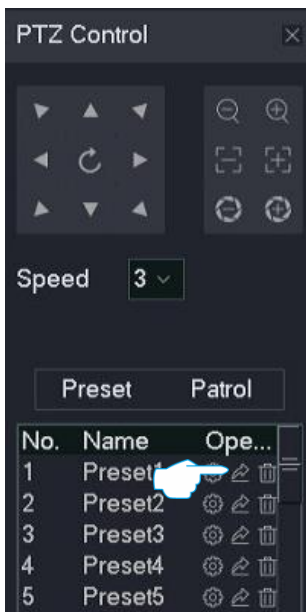 PTZ Control
Speed 3
Preset Patrol
No. Name Ope...
1 Preset1
2 Preset2
3 Preset3
4 Preset4
5 Preset5